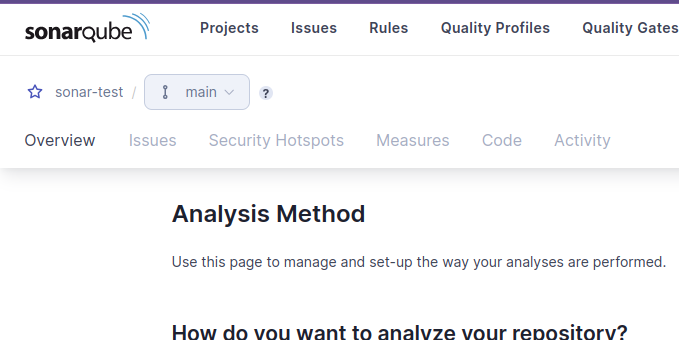 sonarqube Projects Issues Rules Quality Profiles Quality Gates
sonar-test / main ?
Overview Issues Security Hotspots Measures Code Activity
Analysis Method
Use this page to manage and set-up the way your analyses are performed.
How do you want to analyze your repository?